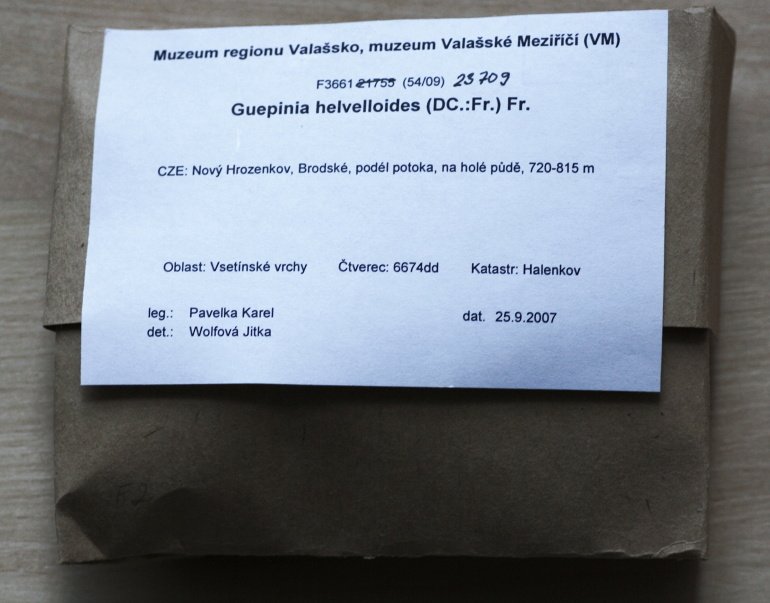 Muzeum regionu Valašsko, muzeum Valašské Meziříčí (VM)
F3661 21755 (54/09) 23709
Guepinia helvelloides (DC.:Fr.) Fr.
CZE: Nový Hrozenkov, Brodské, podél potoka, na holé půdě, 720-815 m
Oblast: Vsetínské vrchy Čtverec: 6674dd Katastr: Halenkov
leg.: Pavelka Karel dat. 25.9.2007
det.: Wolfová Jitka